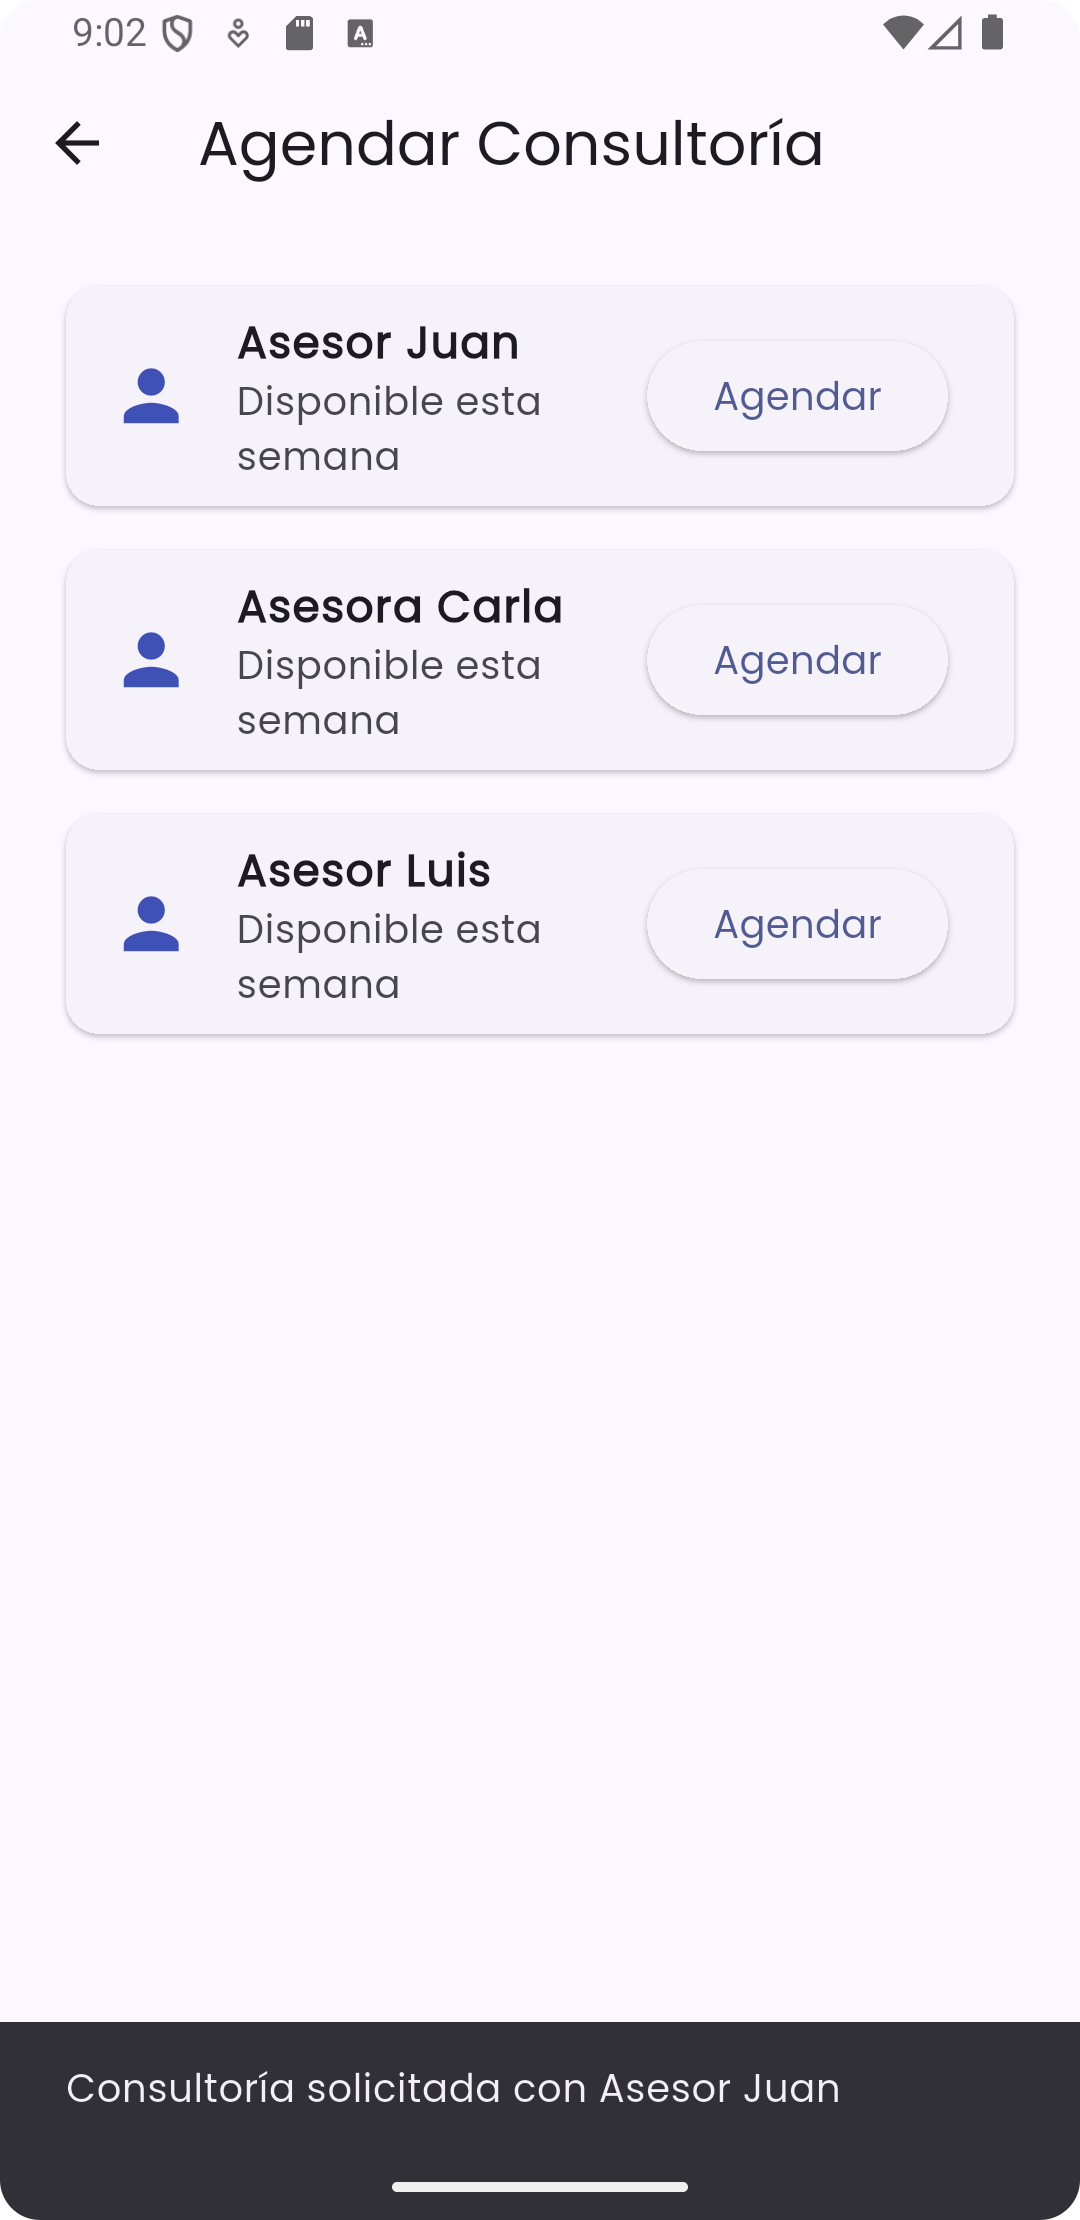 9:02
Agendar Consultoría
Asesor Juan
Disponible esta
semana
Agendar
Asesora Carla
Disponible esta
semana
Agendar
Asesor Luis
Disponible esta
semana
Agendar
Consultoría solicitada con Asesor Juan